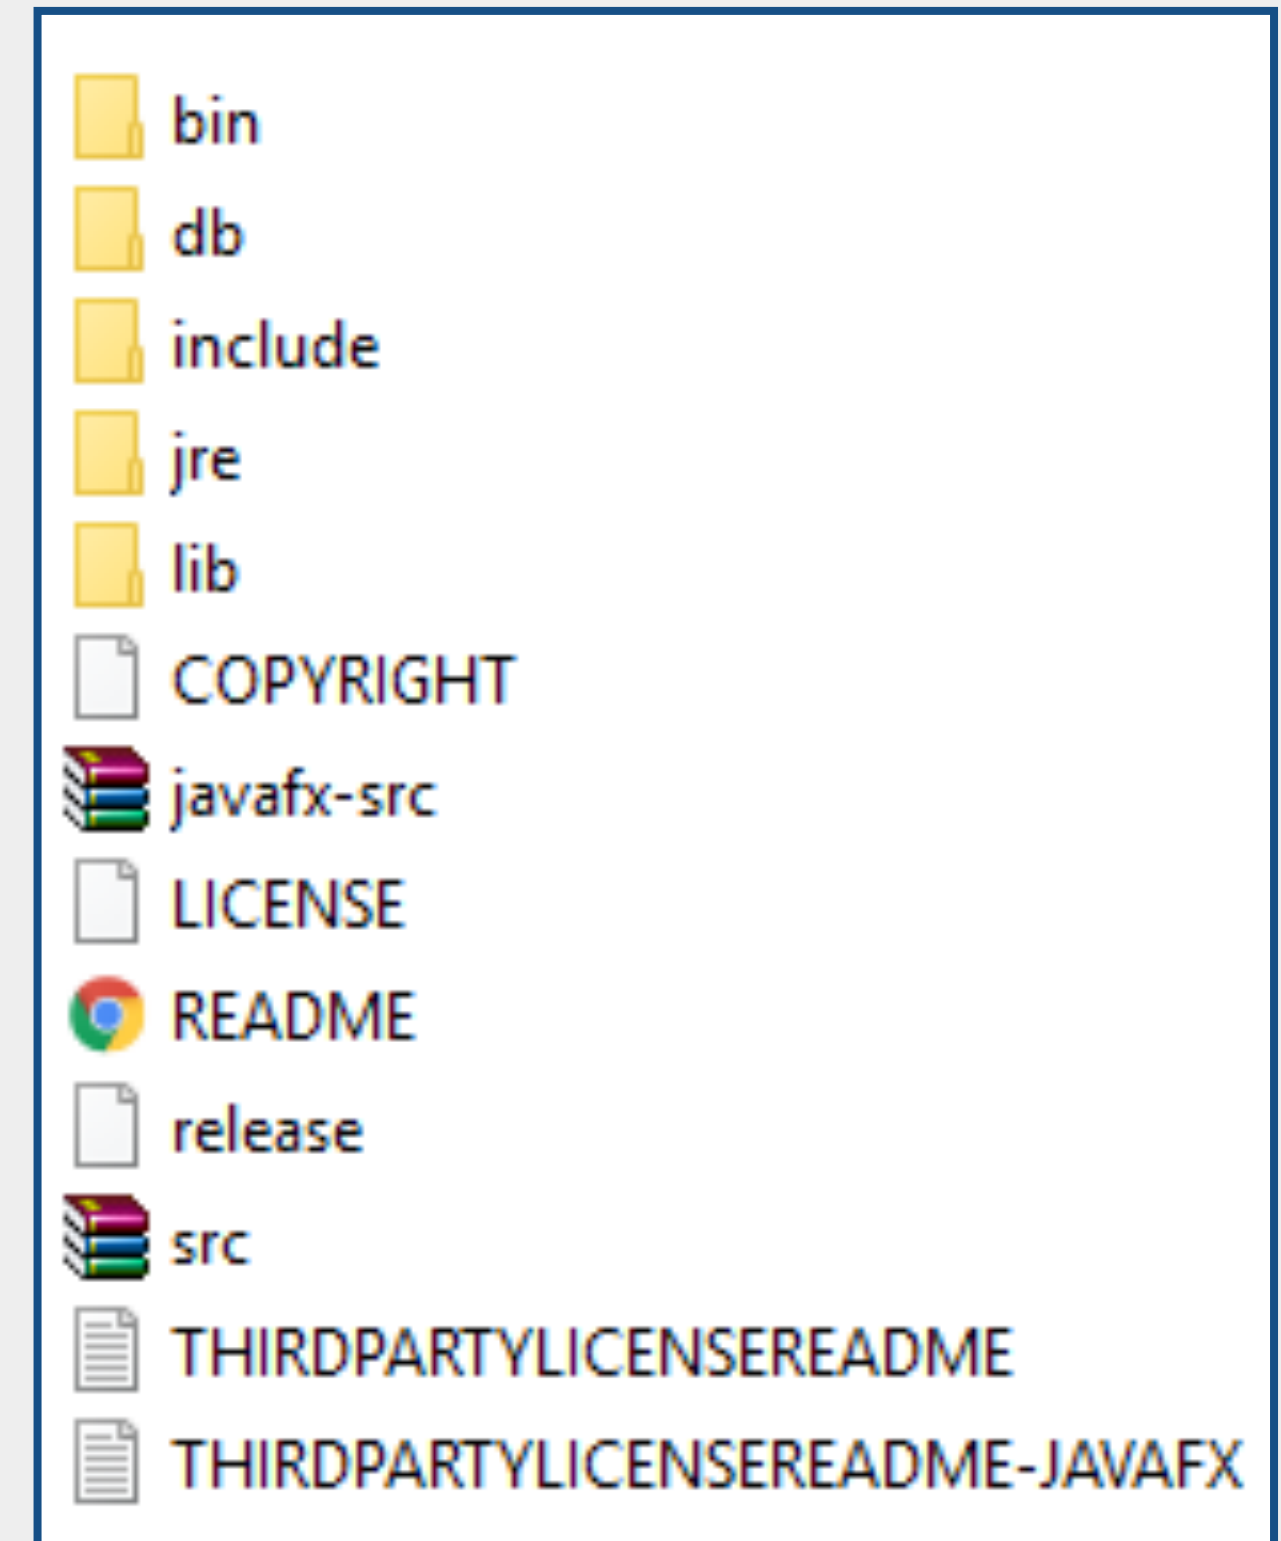 bin
db
include
jre
lib
COPYRIGHT
javafx-src
LICENSE
README
release
src
THIRDPARTYLICENSEREADME
THIRDPARTYLICENSEREADME-JAVAFX